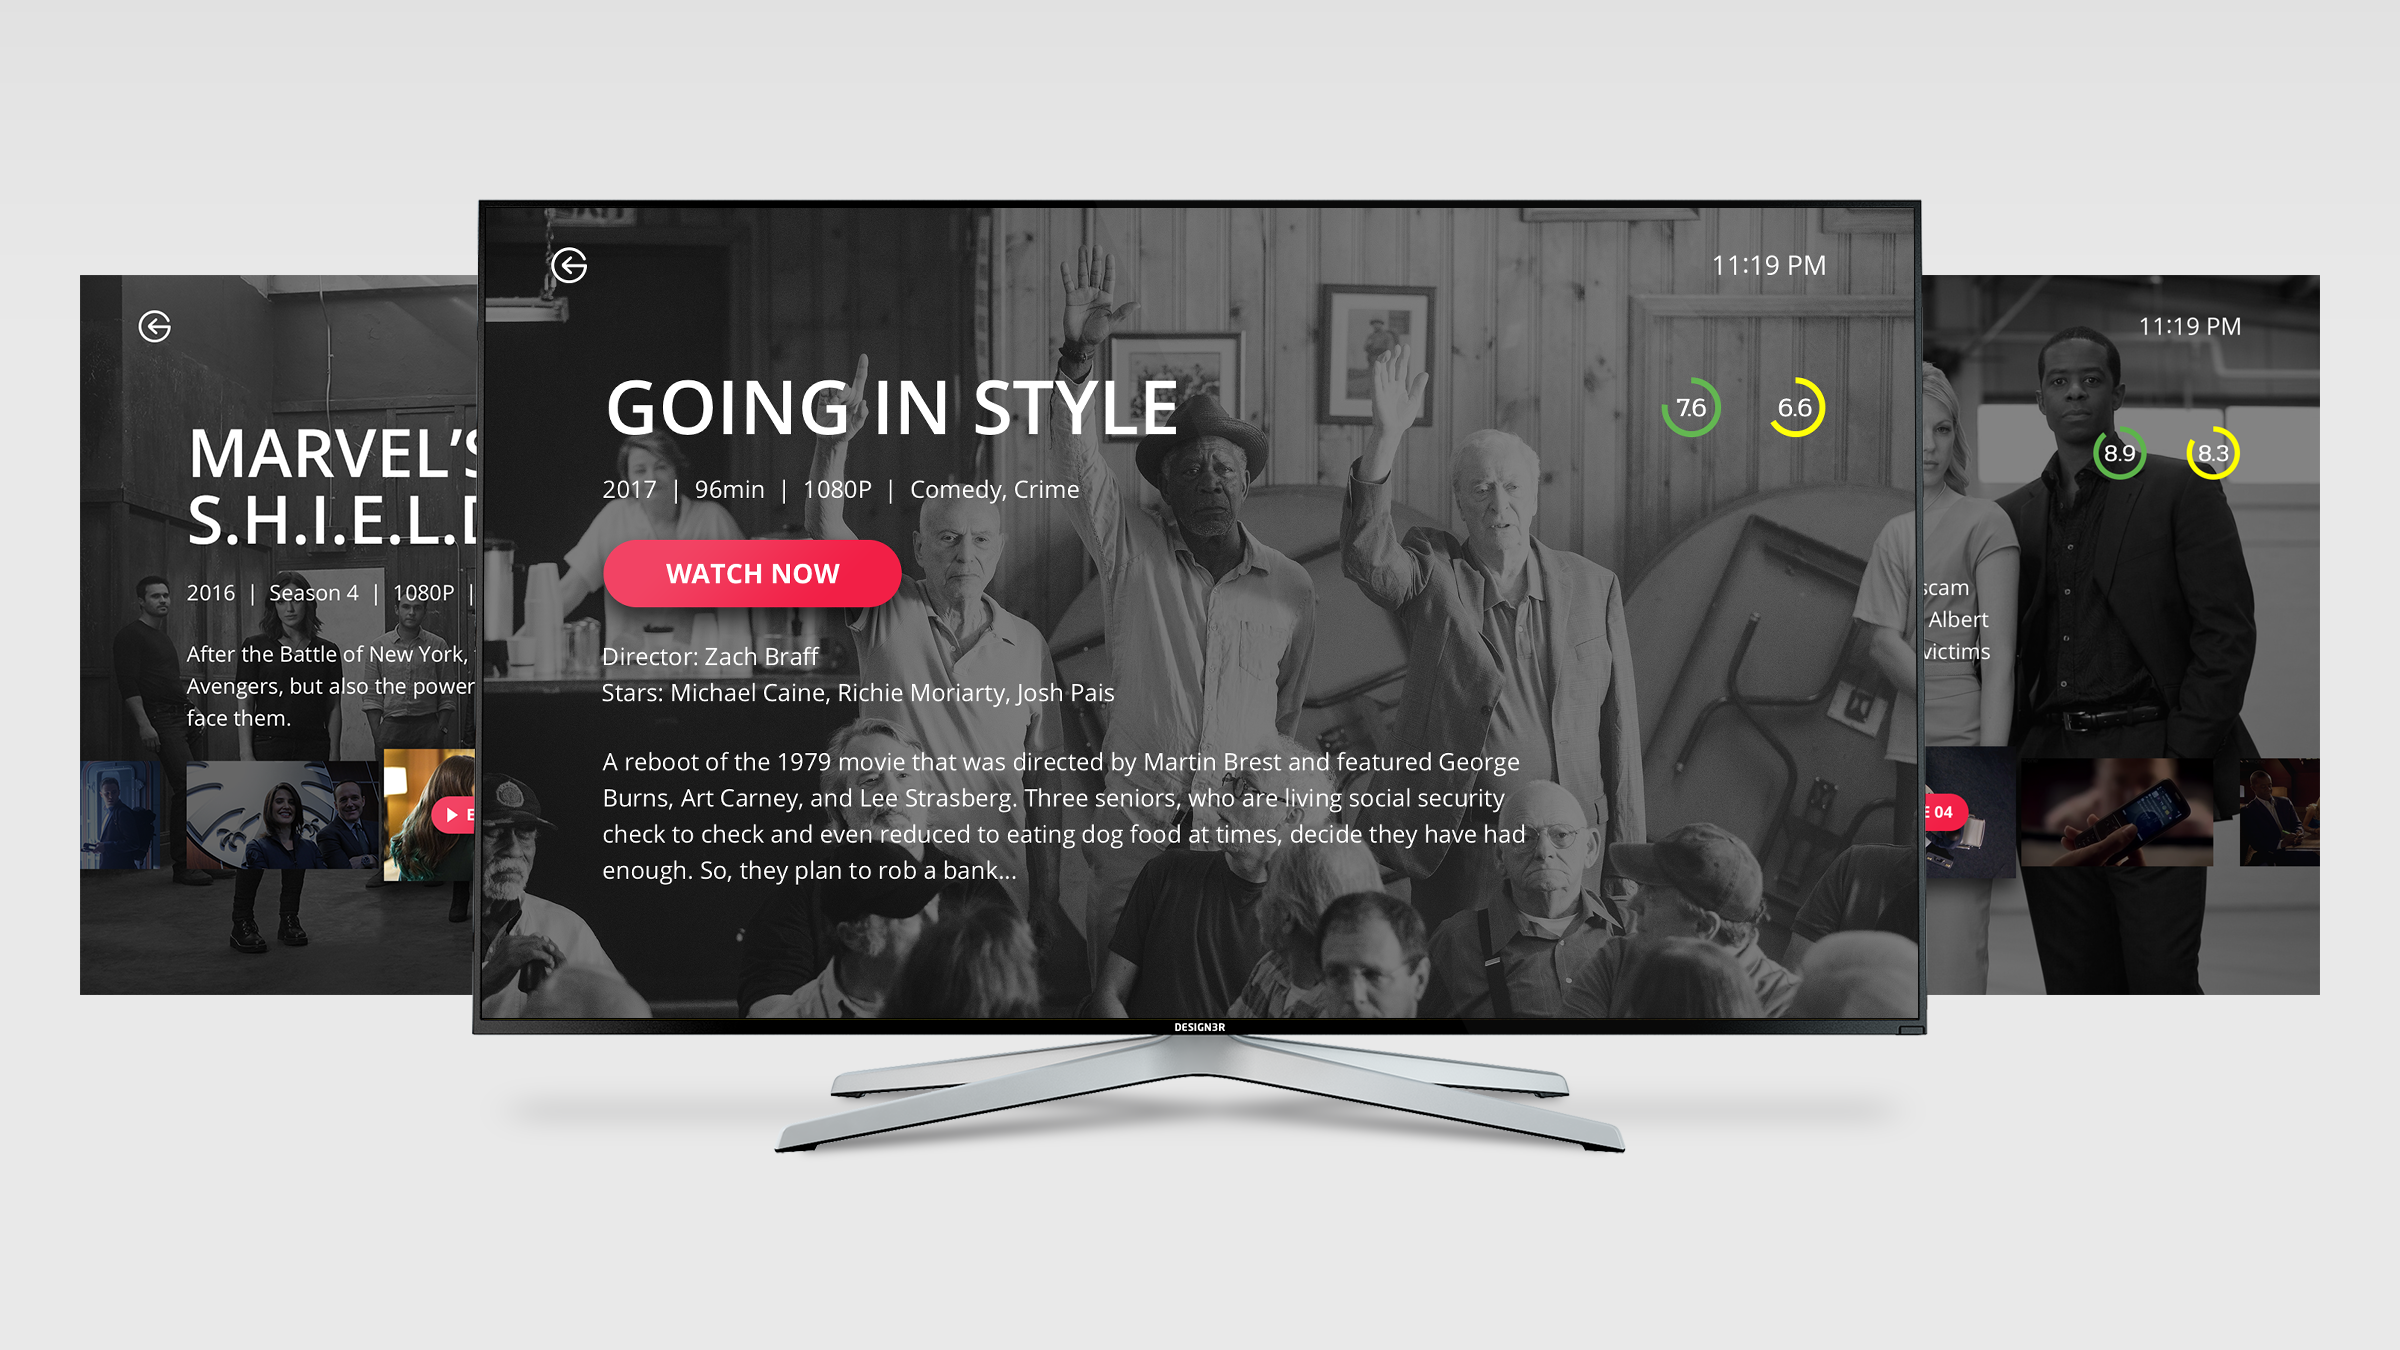 11:19 PM
GOING IN STYLE
7.6
6.6
2017 | 96min | 1080P | Comedy, Crime
WATCH NOW
Director: Zach Braff
Stars: Michael Caine, Richie Moriarty, Josh Pais
A reboot of the 1979 movie that was directed by Martin Brest and featured George
Burns, Art Carney, and Lee Strasberg. Three seniors, who are living social security
check to check and even reduced to eating dog food at times, decide they have had
enough. So, they plan to rob a bank...
DESIGN3R
MARVEL'S
S.H.I.E.L.D
2016 | Season 4 | 1080P |
After the Battle of New York,
Avengers, but also the power
face them.
E
11:19 PM
8.9
8.3
scam
Albert
victims
E 04